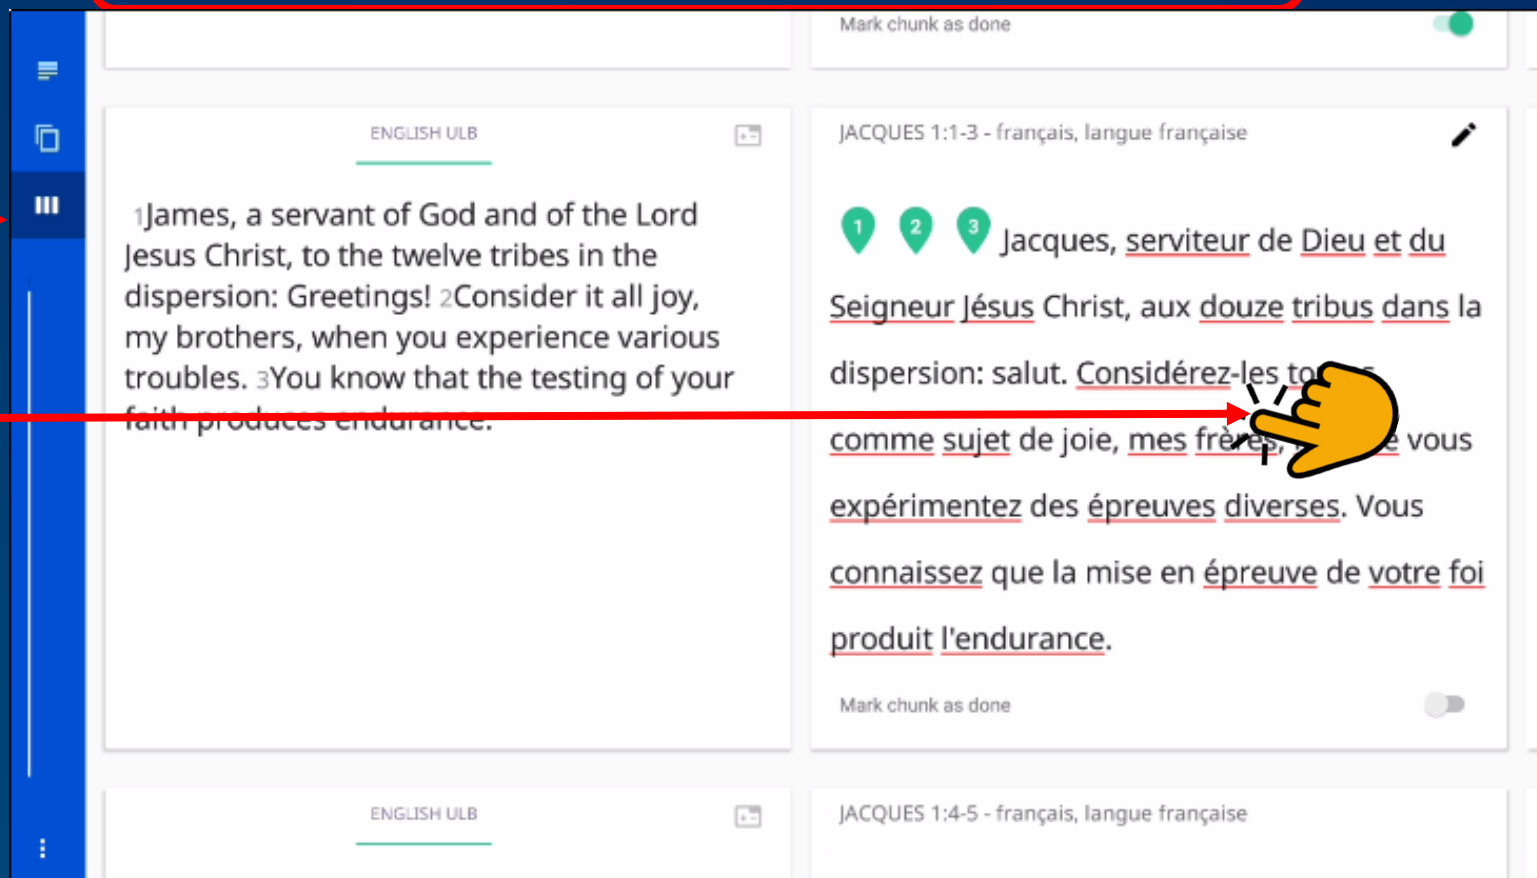 Mark chunk as done
ENGLISH ULB
1James, a servant of God and of the Lord
Jesus Christ, to the twelve tribes in the
dispersion: Greetings! 2Consider it all joy,
my brothers, when you experience various
troubles. 3You know that the testing of your
faith produces endurance.
JACQUES 1:1-3 - français, langue française
1 2 3 Jacques, serviteur de Dieu et du
Seigneur Jésus Christ, aux douze tribus dans la
dispersion: salut. Considérez-les
comme sujet de joie, mes frères, vous
expérimentez des épreuves diverses. Vous
connaissez que la mise en épreuve de votre foi
produit l'endurance.
Mark chunk as done
ENGLISH ULB
JACQUES 1:4-5 - français, langue française